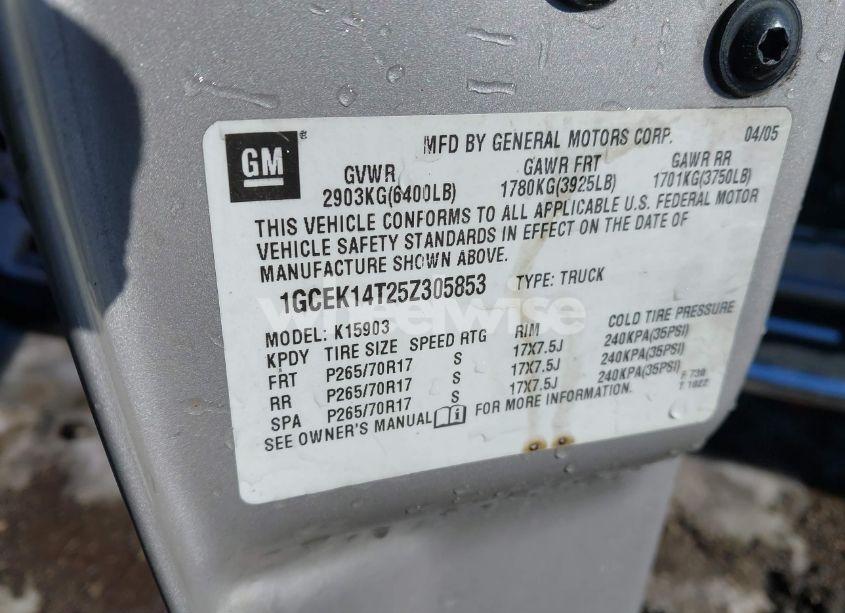 GM
MFD BY GENERAL MOTORS CORP. 04/05
GVWR GAWR FRT GAWR RR
2903KG(6400LB) 1780KG(3925LB) 1701KG(3750LB)
THIS VEHICLE CONFORMS TO ALL APPLICABLE U.S. FEDERAL MOTOR
VEHICLE SAFETY STANDARDS IN EFFECT ON THE DATE OF
MANUFACTURE SHOWN ABOVE.
1GCEK14T25Z305853 TYPE: TRUCK
wheelwise
MODEL: K15903
KPDY TIRE SIZE SPEED RTG RIM COLD TIRE PRESSURE
FRT P265/70R17 S 17X7.5J 240KPA(35PSI)
RR P265/70R17 S 17X7.5J 240KPA(35PSI)
SPA P265/70R17 S 17X7.5J 240KPA(35PSI)
SEE OWNER'S MANUAL FOR MORE INFORMATION.